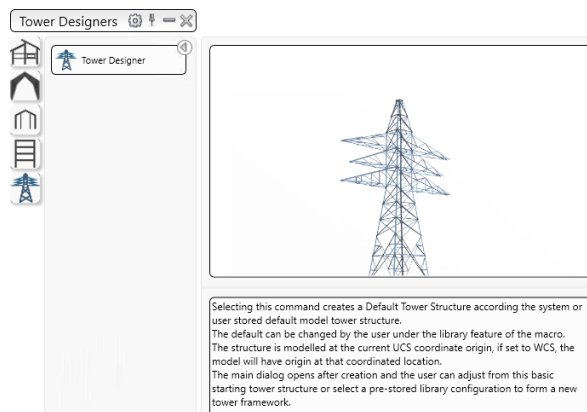 Tower Designers
Tower Designer
Selecting this command creates a Default Tower Structure according the system or
user stored default model tower structure.
The default can be changed by the user under the library feature of the macro.
The structure is modelled at the current UCS coordinate origin, if set to WCS, the
model will have origin at that coordinated location.
The main dialog opens after creation and the user can adjust from this basic
starting tower structure or select a pre-stored library configuration to form a new
tower framework.